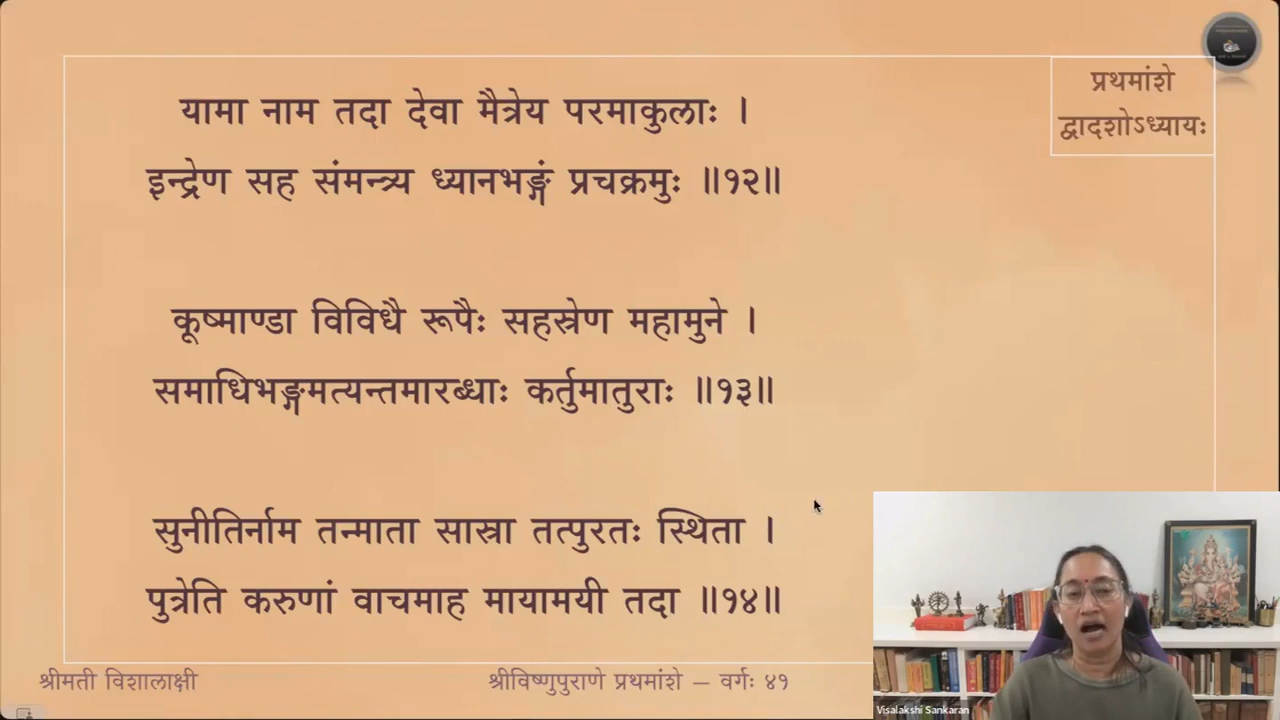 प्रथमांशे
द्वादशोऽध्यायः
यामा नाम तदा देवा मैत्रेय परमाकुलाः ।
इन्द्रेण सह संमन्त्र्य ध्यानभङ्गं प्रचक्रमुः ॥१२॥
कूष्माण्डा विविधै रूपैः सहस्रेण महामुने ।
समाधिभङ्गमत्यन्तमारब्धाः कर्तुमातुराः ॥१३॥
सुनीतिर्नाम तन्माता सास्रा तत्पुरतः स्थिता ।
पुत्रेति करुणां वाचमाह मायामयी तदा ॥१४॥
श्रीमती विशालाक्षी
श्रीविष्णुपुराणे प्रथमांशे – वर्गः ४१
Visalakshi Sankaran